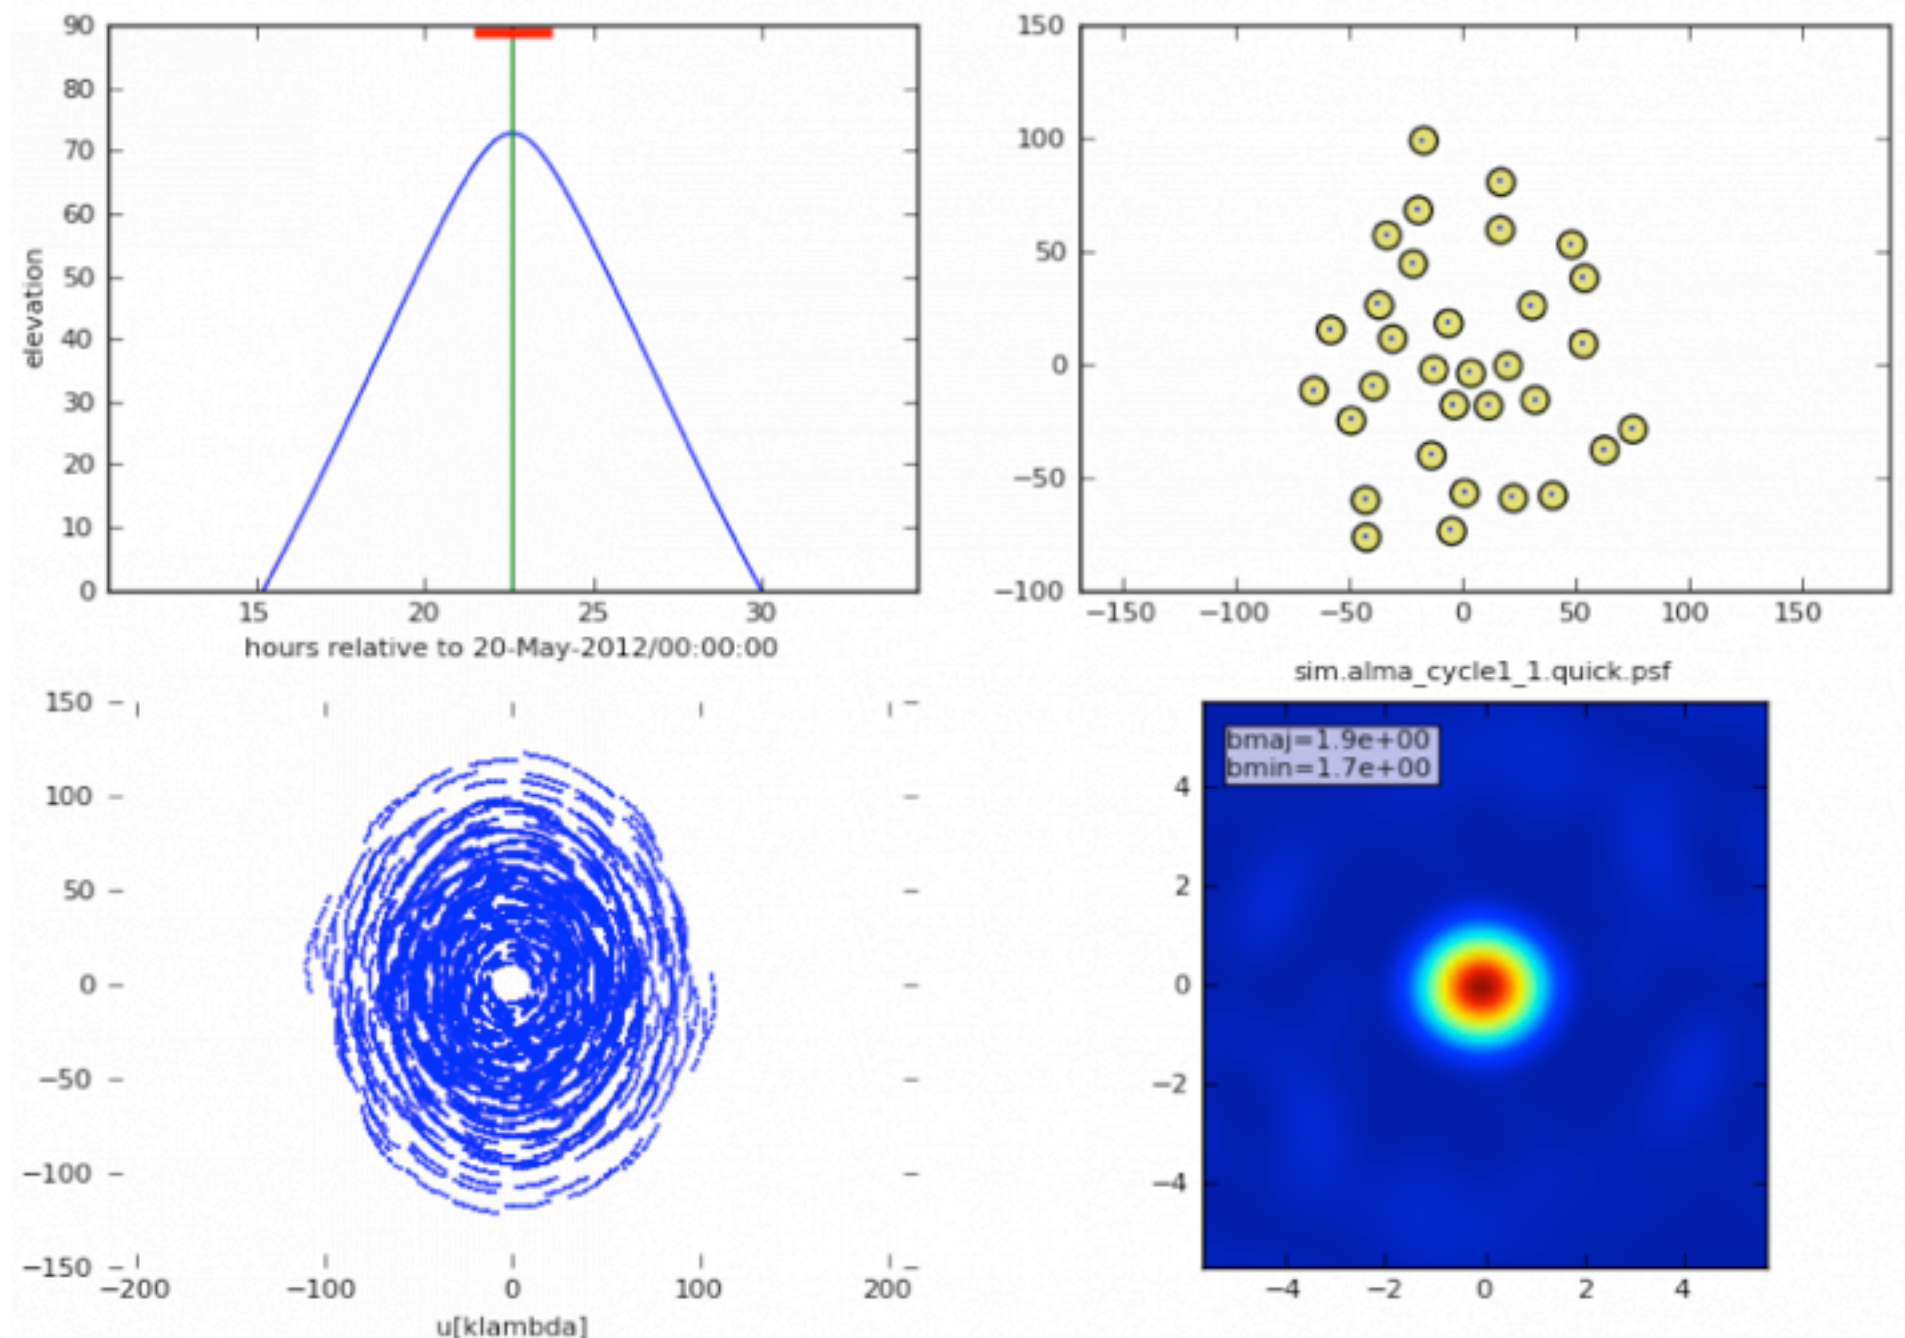 90
80
70
60
50
40
30
20
10
0
elevation
15 20 25 30
hours relative to 20-May-2012/00:00:00
150
100
50
0
−50
−100
−150 −100 −50 0 50 100 150
150
100
50
0
−50
−100
−150
−200 −100 0 100 200
u[klambda]
sim.alma_cycle1_1.quick.psf
bmaj=1.9e+00
bmin=1.7e+00
4
2
0
−2
−4
−4 −2 0 2 4